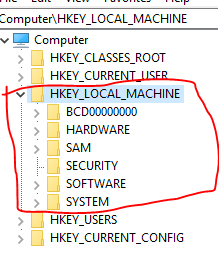 Computer\HKEY_LOCAL_MACHINE
Computer
HKEY_CLASSES_ROOT
HKEY_CURRENT_USER
HKEY_LOCAL_MACHINE
BCD00000000
HARDWARE
SAM
SECURITY
SOFTWARE
SYSTEM
HKEY_USERS
HKEY_CURRENT_CONFIG